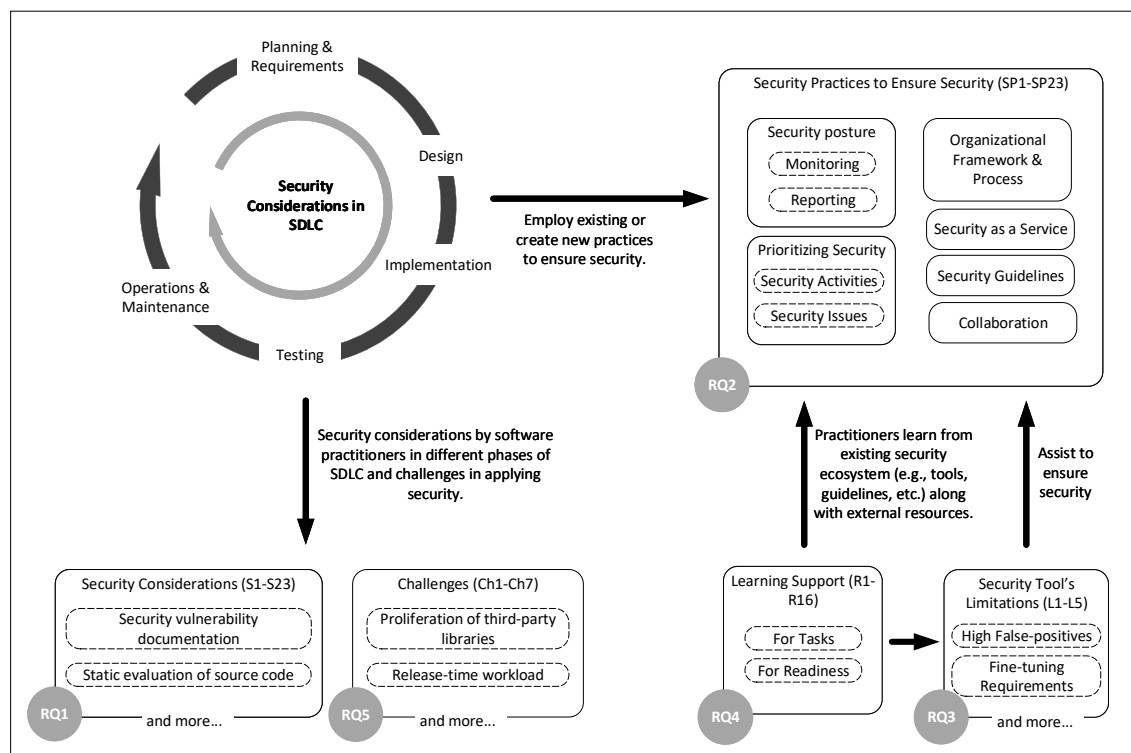 Planning &
Requirements
Design
Security
Considerations in
SDLC
Implementation
Operations &
Maintenance
Testing
Employ existing or
create new practices
to ensure security.
Security Practices to Ensure Security (SP1-SP23)
Security posture
Monitoring
Reporting
Prioritizing Security
Security Activities
Security Issues
Organizational
Framework &
Process
Security as a Service
Security Guidelines
Collaboration
RQ2
Security considerations by software
practitioners in different phases of
SDLC and challenges in applying
security.
Practitioners learn from
existing security
ecosystem (e.g., tools,
guidelines, etc.) along
with external resources.
Assist to
ensure
security
Security Considerations (S1-S23)
Security vulnerability
documentation
Static evaluation of source code
RQ1
and more...
Challenges (Ch1-Ch7)
Proliferation of third-party
libraries
Release-time workload
RQ5
and more...
Learning Support (R1-
R16)
For Tasks
For Readiness
RQ4
Security Tool's
Limitations (L1-L5)
High False-positives
Fine-tuning
Requirements
RQ3
and more...